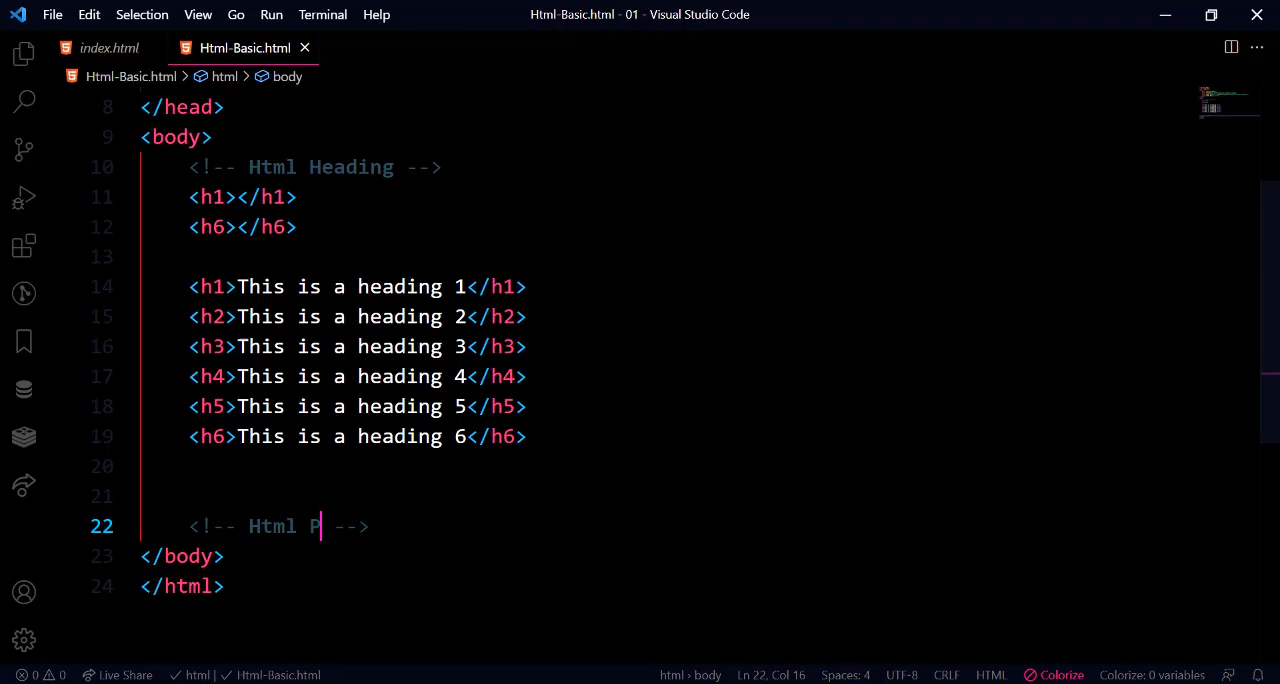 File Edit Selection View Go Run Terminal Help Html-Basic.html - 01 - Visual Studio Code
index.html Html-Basic.html
Html-Basic.html > html > body
8 </head>
9 <body>
10 <!-- Html Heading -->
11 <h1></h1>
12 <h6></h6>
13
14 <h1>This is a heading 1</h1>
15 <h2>This is a heading 2</h2>
16 <h3>This is a heading 3</h3>
17 <h4>This is a heading 4</h4>
18 <h5>This is a heading 5</h5>
19 <h6>This is a heading 6</h6>
20
21
22 <!-- Html P -->
23 </body>
24 </html>
0 0 Live Share html | Html-Basic.html html › body Ln 22, Col 16 Spaces: 4 UTF-8 CRLF HTML Colorize Colorize: 0 variables